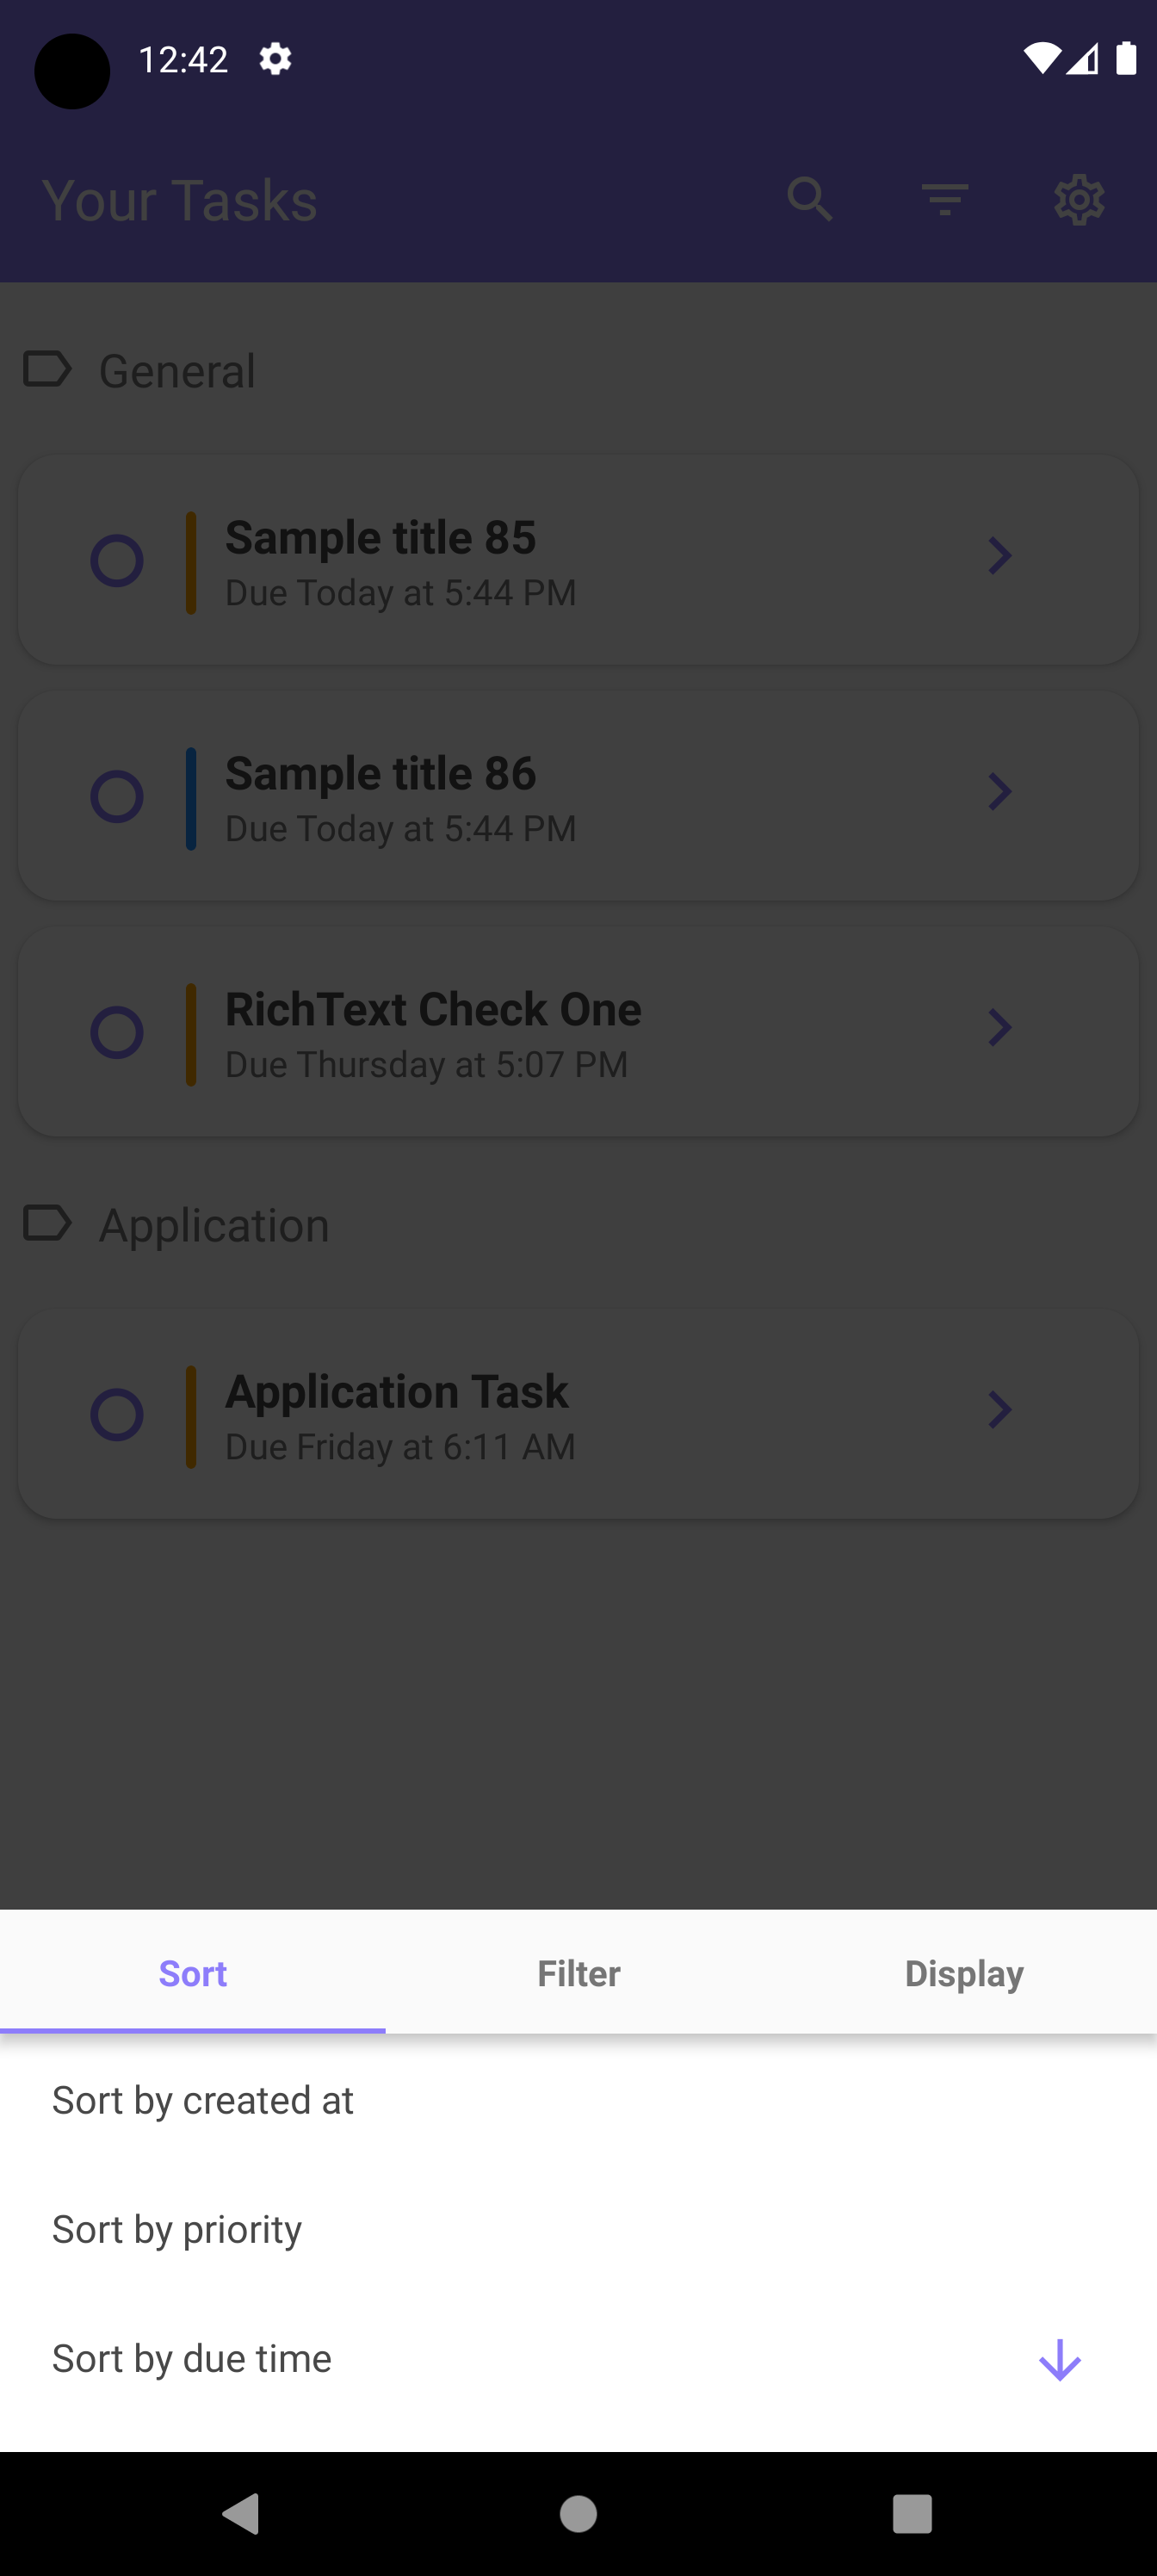 12:42
Your Tasks
General
Sample title 85
Due Today at 5:44 PM
Sample title 86
Due Today at 5:44 PM
RichText Check One
Due Thursday at 5:07 PM
Application
Application Task
Due Friday at 6:11 AM
Sort
Filter
Display
Sort by created at
Sort by priority
Sort by due time